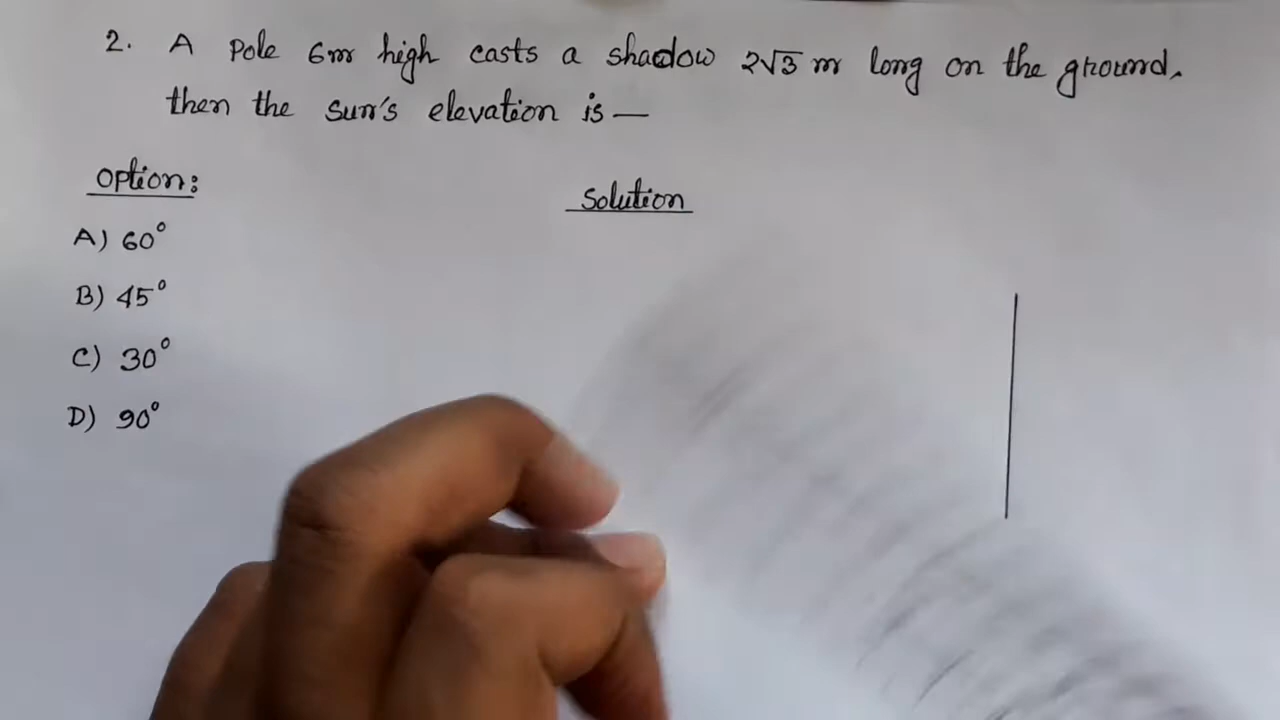 2. A pole 6m high casts a shadow 2√3 m long on the ground,
then the sun's elevation is —
Option:
Solution
A) 60°
B) 45°
C) 30°
D) 90°